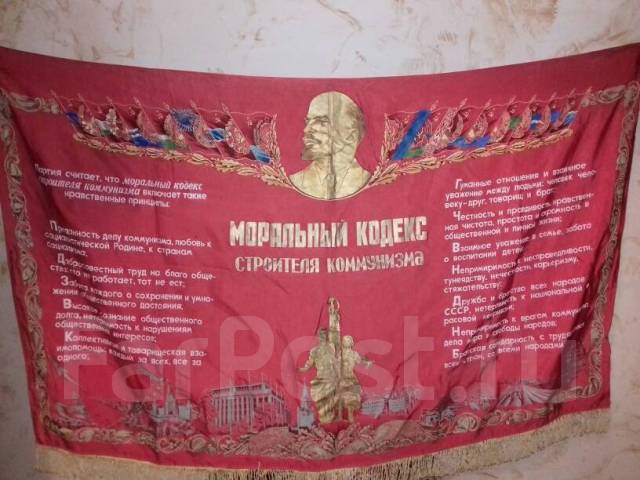 Партия считает, что моральный кодекс
строителя коммунизма включает такие
нравственные принципы:
Преданность делу коммунизма, любовь к
социалистической Родине, к странам
социализма.
Добросовестный труд на благо обще-
не работает, тот не ест;
Забота каждого о сохранении и умно-
жении общественного достояния.
Высокое
долга, нетерпимость
общественность к нарушениям
общественных интересов;
Коллективизм и товарищеская вза-
имопомощь: каждый за всех, все за
одного;
МОРАЛЬНЫЙ КОДЕКС
СТРОИТЕЛЯ КОММУНИЗМА
Гуманные отношения и взаимное
уважение между людьми: человек чело-
веку-друг, товарищ и брат
Честность и правдивость, нравствен-
ная чистота, простота и скромность в
общественной и личной жизни;
Взаимное уважение в семье, забота
о воспитании детей
Непримиримость к несправедливости,
тунеядству, нечестности, карьеризму,
стяжательству;
Дружба и братство всех народов
СССР, нетерпимость к национальной и
расовой неприязни;
Непримиримость к врагам коммунизма,
дела мира и свободы народов;
Братская солидарность с трудящимися
всех стран, со всеми народами.
FarPost.ru